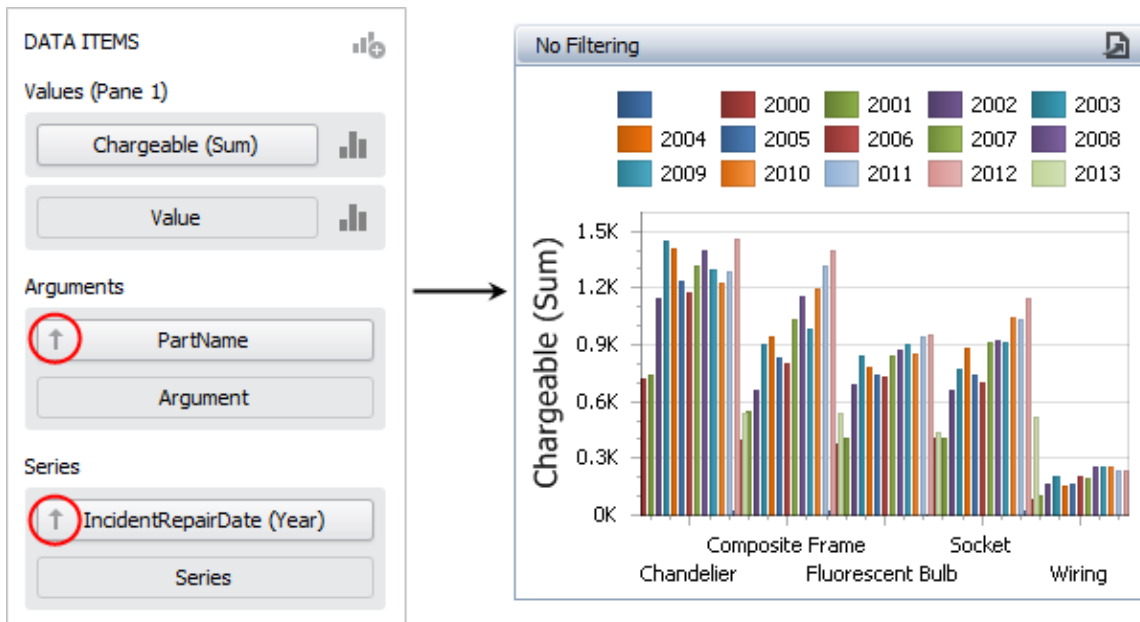 DATA ITEMS
Values (Pane 1)
Chargeable (Sum)
Value
Arguments
PartName
Argument
Series
IncidentRepairDate (Year)
Series
No Filtering
2000 2001 2002 2003
2004 2005 2006 2007 2008
2009 2010 2011 2012 2013
Chargeable (Sum)
1.5K
1.2K
0.9K
0.6K
0.3K
0K
Composite Frame Socket
Chandelier Fluorescent Bulb Wiring